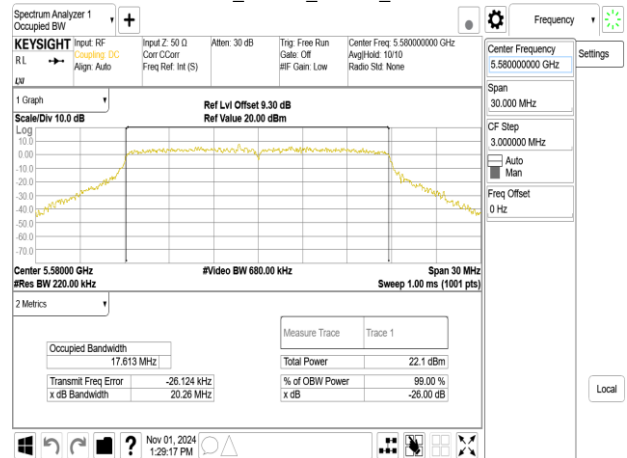 Spectrum Analyzer 1
Occupied BW
Frequency
KEYSIGHT
Input: RF
Coupling: DC
Align: Auto
Input Z: 50 Ω
Corr CCorr
Freq Ref: Int (S)
Atten: 30 dB
Trig: Free Run
Gate: Off
#IF Gain: Low
Center Freq: 5.580000000 GHz
Avg|Hold: 10/10
Radio Std: None
RL
LXI
Center Frequency
5.580000000 GHz
Settings
Span
30.000 MHz
CF Step
3.000000 MHz
Auto
Man
Freq Offset
0 Hz
Local
1 Graph
Scale/Div 10.0 dB
Ref Lvl Offset 9.30 dB
Ref Value 20.00 dBm
Log
10.0
0.00
-10.0
-20.0
-30.0
-40.0
-50.0
-60.0
-70.0
Center 5.58000 GHz
#Video BW 680.00 kHz
Span 30 MHz
#Res BW 220.00 kHz
Sweep 1.00 ms (1001 pts)
2 Metrics
Measure Trace
Trace 1
Occupied Bandwidth
17.613 MHz
Total Power
22.1 dBm
Transmit Freq Error
-26.124 kHz
% of OBW Power
99.00 %
x dB Bandwidth
20.26 MHz
x dB
-26.00 dB
?
Nov 01, 2024
1:29:17 PM